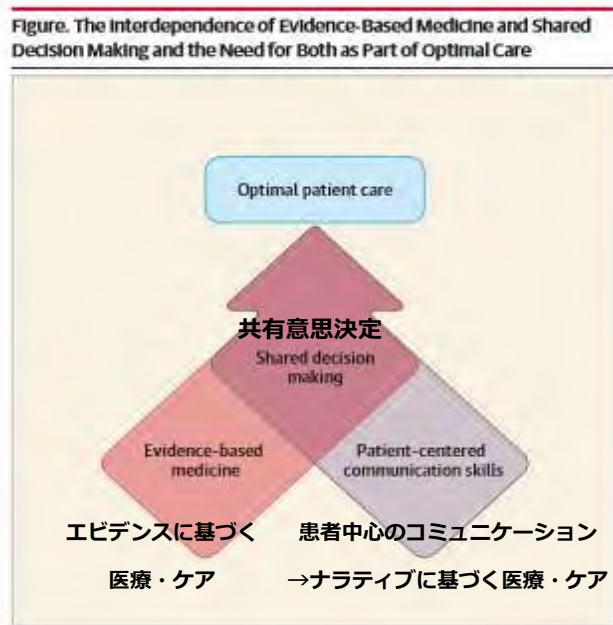 Figure. The Interdependence of Evidence-Based Medicine and Shared
Decision Making and the Need for Both as Part of Optimal Care
Optimal patient care
共有意思決定
Shared decision
making
Evidence-based
medicine
Patient-centered
communication skills
エビデンスに基づく
医療・ケア
患者中心のコミュニケーション
→ナラティブに基づく医療・ケア